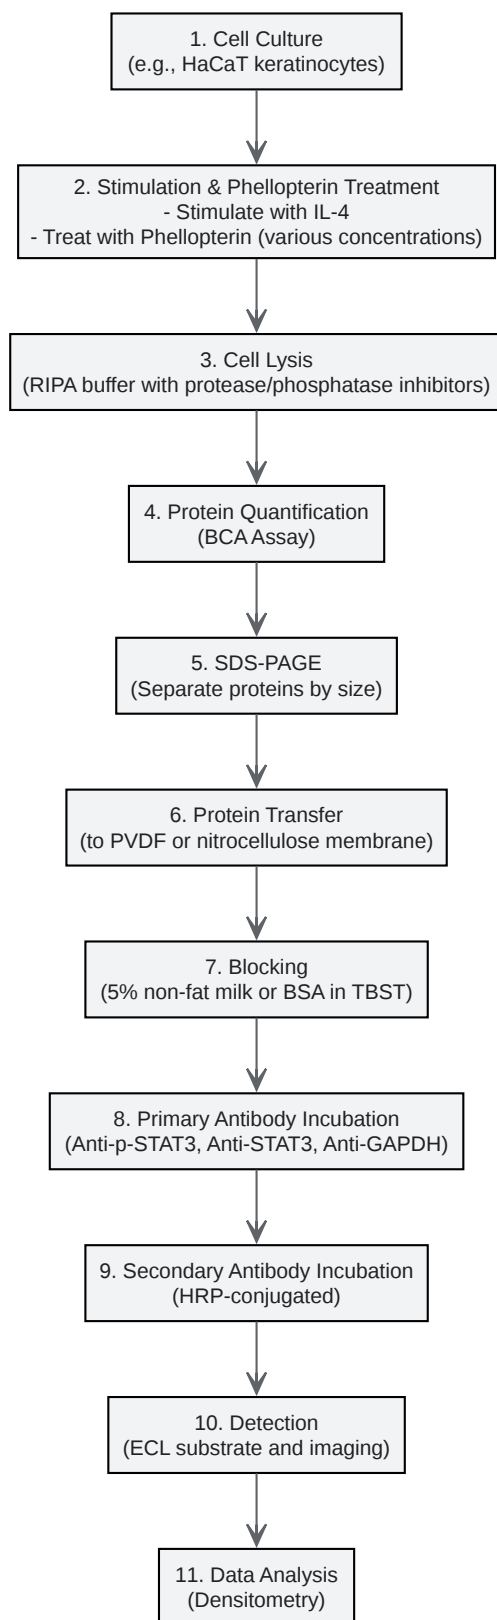 1. Cell Culture
(e.g., HaCaT keratinocytes)
2. Stimulation & Phellopterin Treatment
- Stimulate with IL-4
- Treat with Phellopterin (various concentrations)
3. Cell Lysis
(RIPA buffer with protease/phosphatase inhibitors)
4. Protein Quantification
(BCA Assay)
5. SDS-PAGE
(Separate proteins by size)
6. Protein Transfer
(to PVDF or nitrocellulose membrane)
7. Blocking
(5% non-fat milk or BSA in TBST)
8. Primary Antibody Incubation
(Anti-p-STAT3, Anti-STAT3, Anti-GAPDH)
9. Secondary Antibody Incubation
(HRP-conjugated)
10. Detection
(ECL substrate and imaging)
11. Data Analysis
(Densitometry)